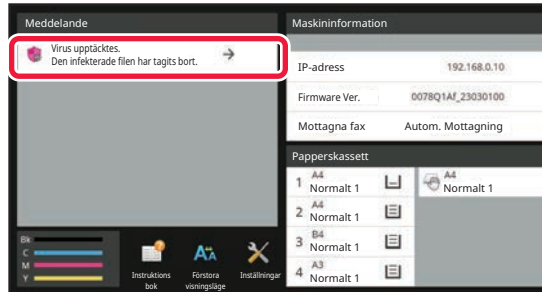 Meddelande
Virus upptäcktes.
Den infekterade filen har tagits bort.
Maskininformation
IP-adress 192.168.0.10
Firmware Ver. 0078Q1Af_23030100
Mottagna fax Autom. Mottagning
Papperskassett
1 A4 Normalt 1
A4 Normalt 1
2 A4 Normalt 1
3 B4 Normalt 1
4 A3 Normalt 1
Bk
C
M
Y
Instruktions
bok
Förstora
visningsläge
Inställningar